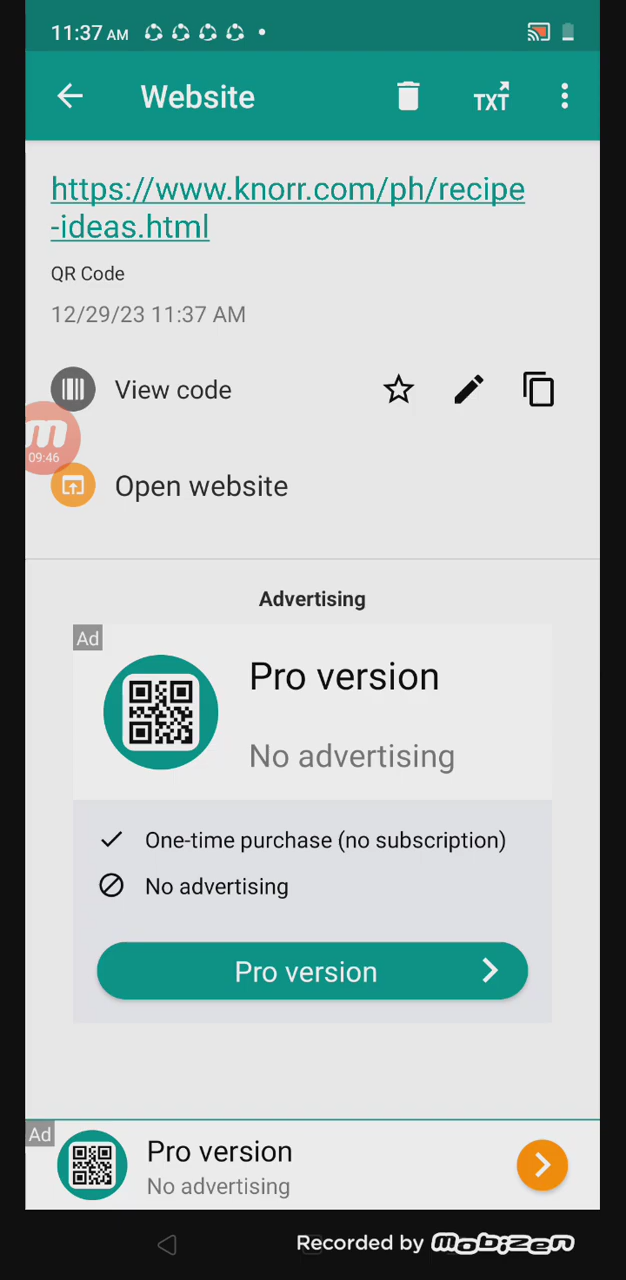 11:37 AM
Website
TXT
https://www.knorr.com/ph/recipe
-ideas.html
QR Code
12/29/23 11:37 AM
View code
m
09:46
Open website
Advertising
Ad
Pro version
No advertising
One-time purchase (no subscription)
No advertising
Pro version
Ad
Pro version
No advertising
Recorded by mobizen